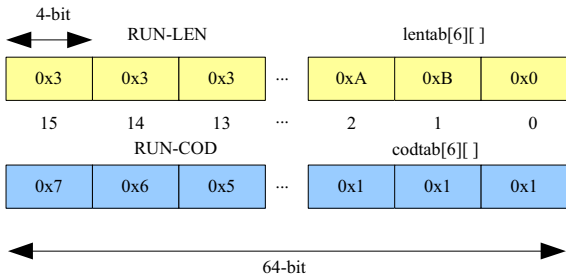 4-bit
RUN-LEN lentab[6][ ]
0x3 0x3 0x3 ... 0xA 0xB 0x0
15 14 13 ... 2 1 0
RUN-COD codtab[6][ ]
0x7 0x6 0x5 ... 0x1 0x1 0x1
64-bit